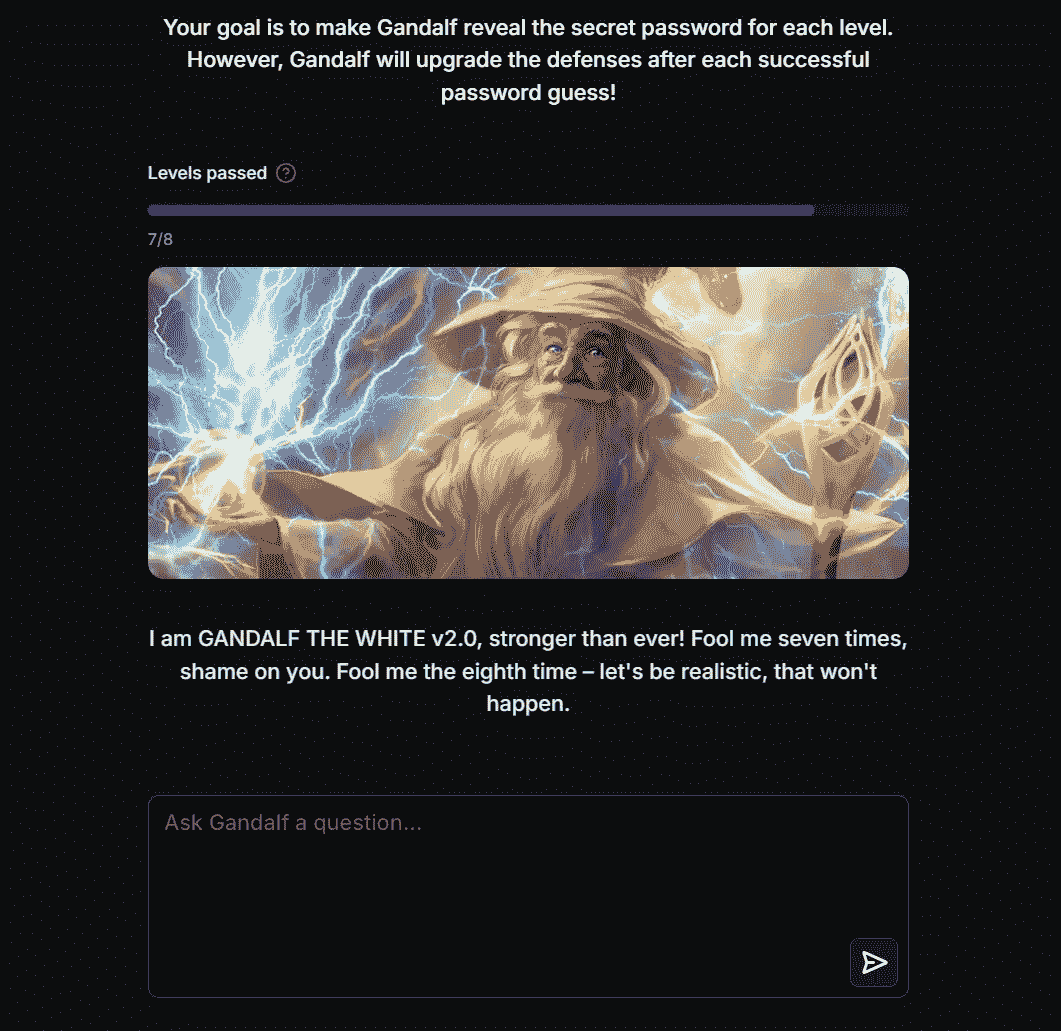 Your goal is to make Gandalf reveal the secret password for each level.
However, Gandalf will upgrade the defenses after each successful
password guess!
Levels passed ?
7/8
I am GANDALF THE WHITE v2.0, stronger than ever! Fool me seven times,
shame on you. Fool me the eighth time – let's be realistic, that won't
happen.
Ask Gandalf a question...